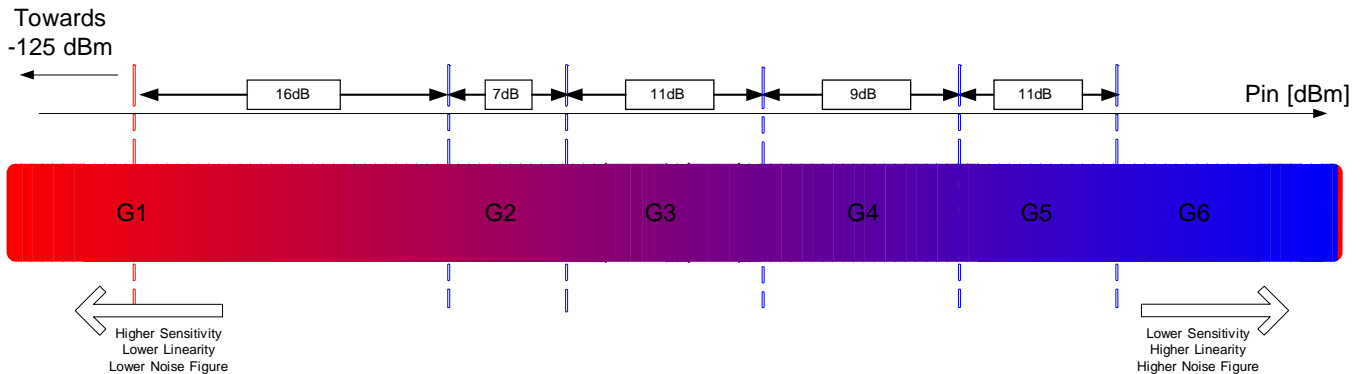 Towards
-125 dBm
16dB
7dB
11dB
9dB
11dB
Pin [dBm]
G1
G2
G3
G4
G5
G6
Higher Sensitivity
Lower Linearity
Lower Noise Figure
Lower Sensitivity
Higher Linearity
Higher Noise Figure